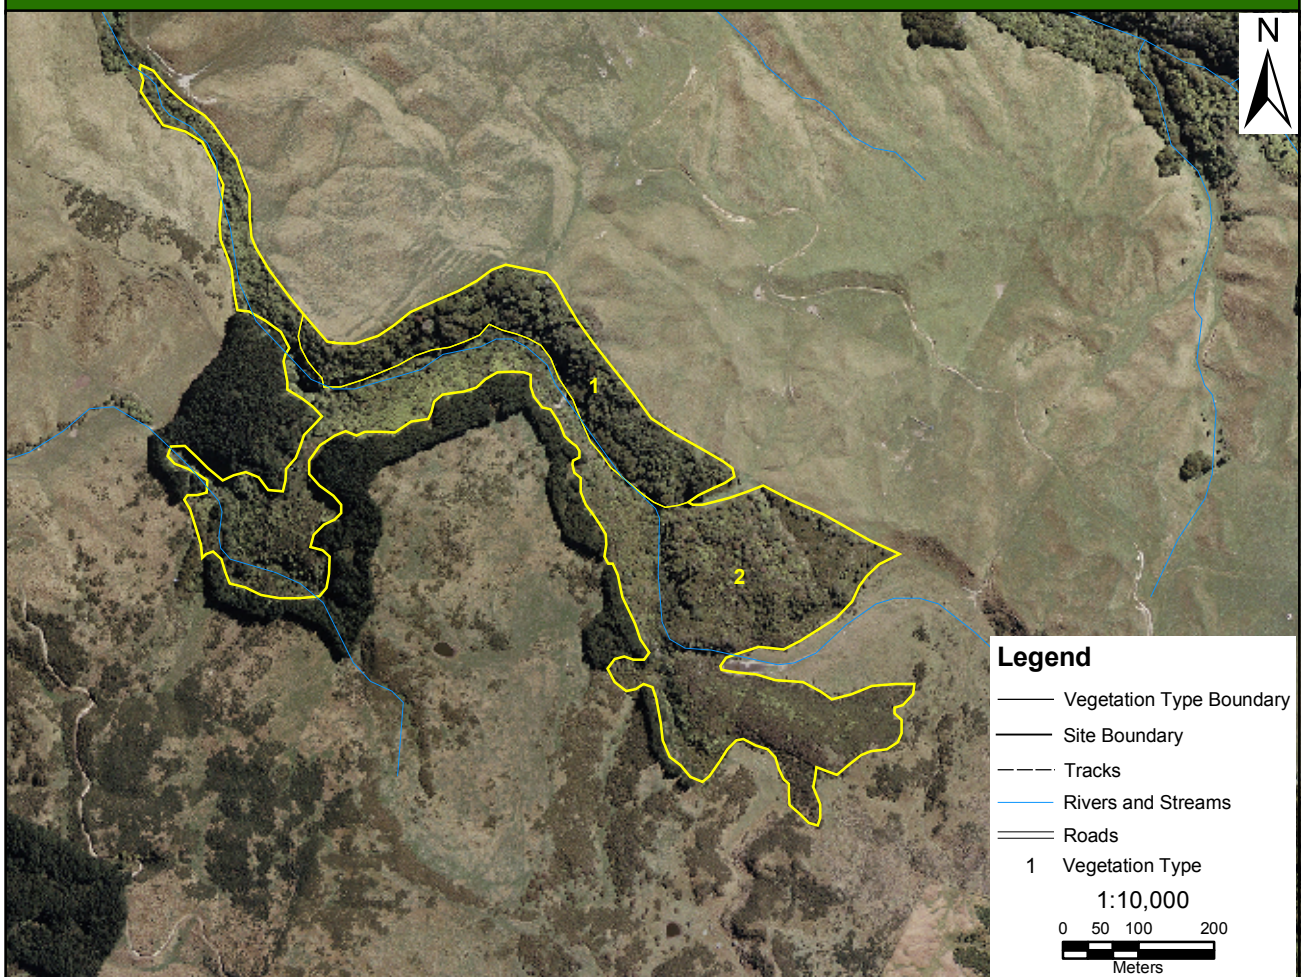 N
1
2
Legend
Vegetation Type Boundary
Site Boundary
Tracks
Rivers and Streams
Roads
1 Vegetation Type
1:10,000
0 50 100 200
Meters